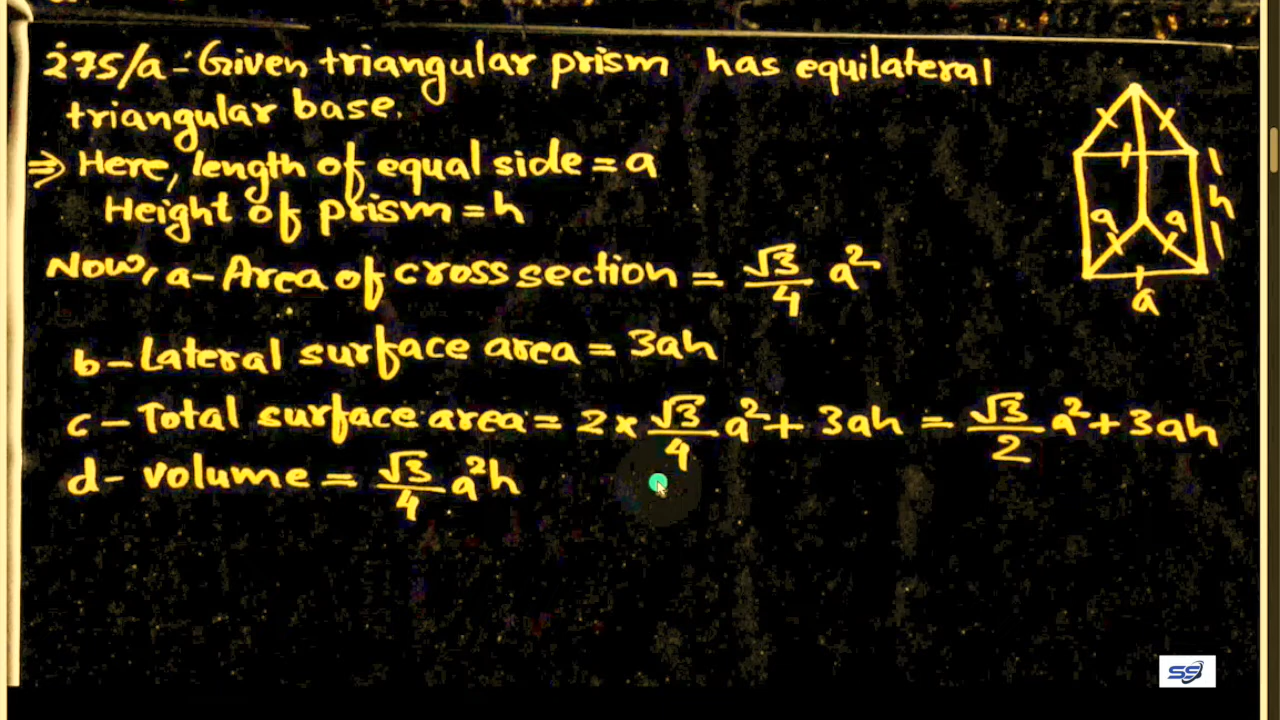 275/a - Given triangular prism has equilateral
triangular base.
⇒ Here, length of equal side = a
Height of prism = h
Now, a - Area of cross section = √3/4 a²
b - Lateral surface area = 3ah
c - Total surface area = 2 × √3/4 a² + 3ah = √3/2 a² + 3ah
d - volume = √3/4 a²h
h
a a
a
SS